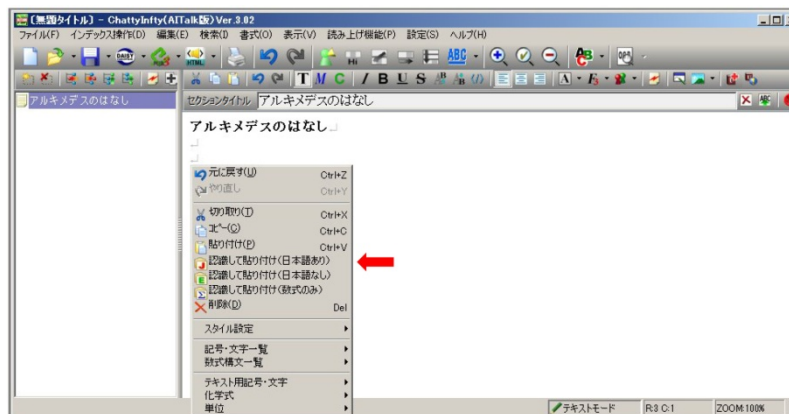 〔無題タイトル〕 - ChattyInfty(AITalk版) Ver.3.02
ファイル(F) インデックス操作(D) 編集(E) 検索(I) 書式(O) 表示(V) 読み上げ機能(P) 設定(S) ヘルプ(H)
アルキメデスのはなし
セクションタイトル アルキメデスのはなし
アルキメデスのはなし
元に戻す(U) Ctrl+Z
やり直し Ctrl+Y
切り取り(T) Ctrl+X
コピー(C) Ctrl+C
貼り付け(P) Ctrl+V
認識して貼り付け(日本語あり)
認識して貼り付け(日本語なし)
認識して貼り付け(数式のみ)
削除(D) Del
スタイル設定
記号・文字一覧
数式構文一覧
テキスト用記号・文字
化学式
単位
テキストモード R:3 C:1 ZOOM:100%